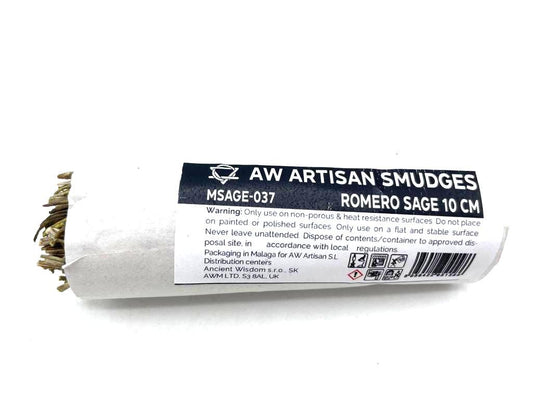 AW ARTISAN SMUDGES
MSAGE-037 ROMERO SAGE 10 CM
Warning: Only use on non-porous & heat resistance surfaces. Do not place
on painted or polished surfaces. Only use on a flat and stable surface
Never leave unattended. Dispose of contents/container to approved dis-
posal site, in accordance with local regulations.
Packaging in Malaga for AW Artisan S.L
Distribution centers
Ancient Wisdom s.r.o., SK
AWM LTD. S3 8AL, UK